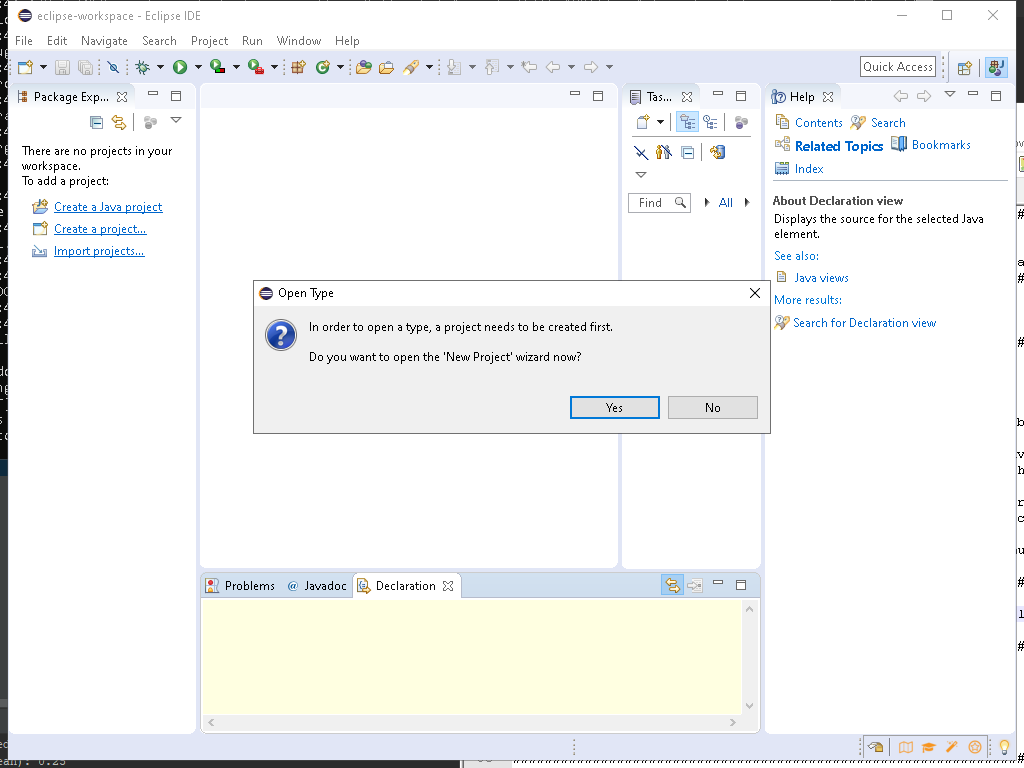 eclipse-workspace - Eclipse IDE
File Edit Navigate Search Project Run Window Help
Quick Access
Package Exp...
There are no projects in your
workspace.
To add a project:
Create a Java project
Create a project...
Import projects...
Tas...
Find
All
Help
Contents Search
Related Topics Bookmarks
Index
About Declaration view
Displays the source for the selected Java
element.
See also:
Java views
More results:
Search for Declaration view
Open Type
In order to open a type, a project needs to be created first.
Do you want to open the 'New Project' wizard now?
Yes No
Problems @ Javadoc Declaration